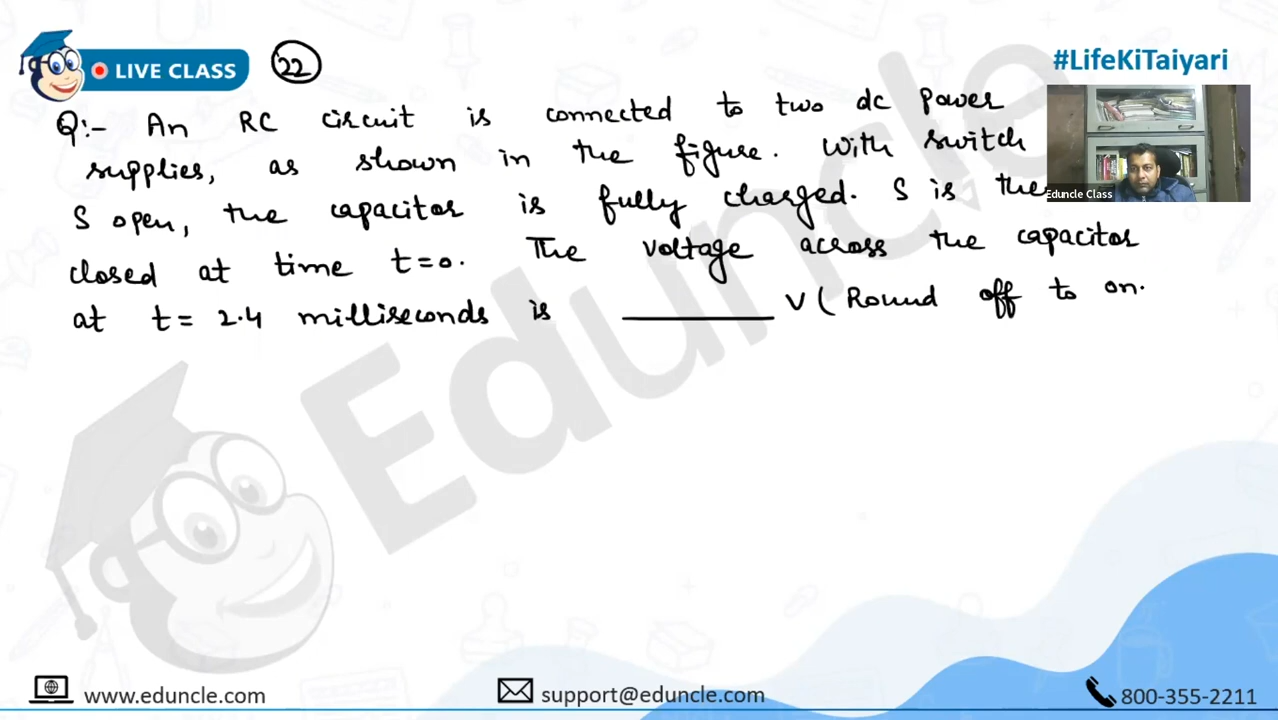 LIVE CLASS
22
#LifeKiTaiyari
Q:- An RC circuit is connected to two dc power
supplies, as shown in the figure. With switch
S open, the capacitor is fully charged. S is the
Eduncle Class
closed at time t=0. The voltage across the capacitor
at t= 2.4 milliseconds is ________ V (Round off to on.
Eduncle
www.eduncle.com
support@eduncle.com
800-355-2211